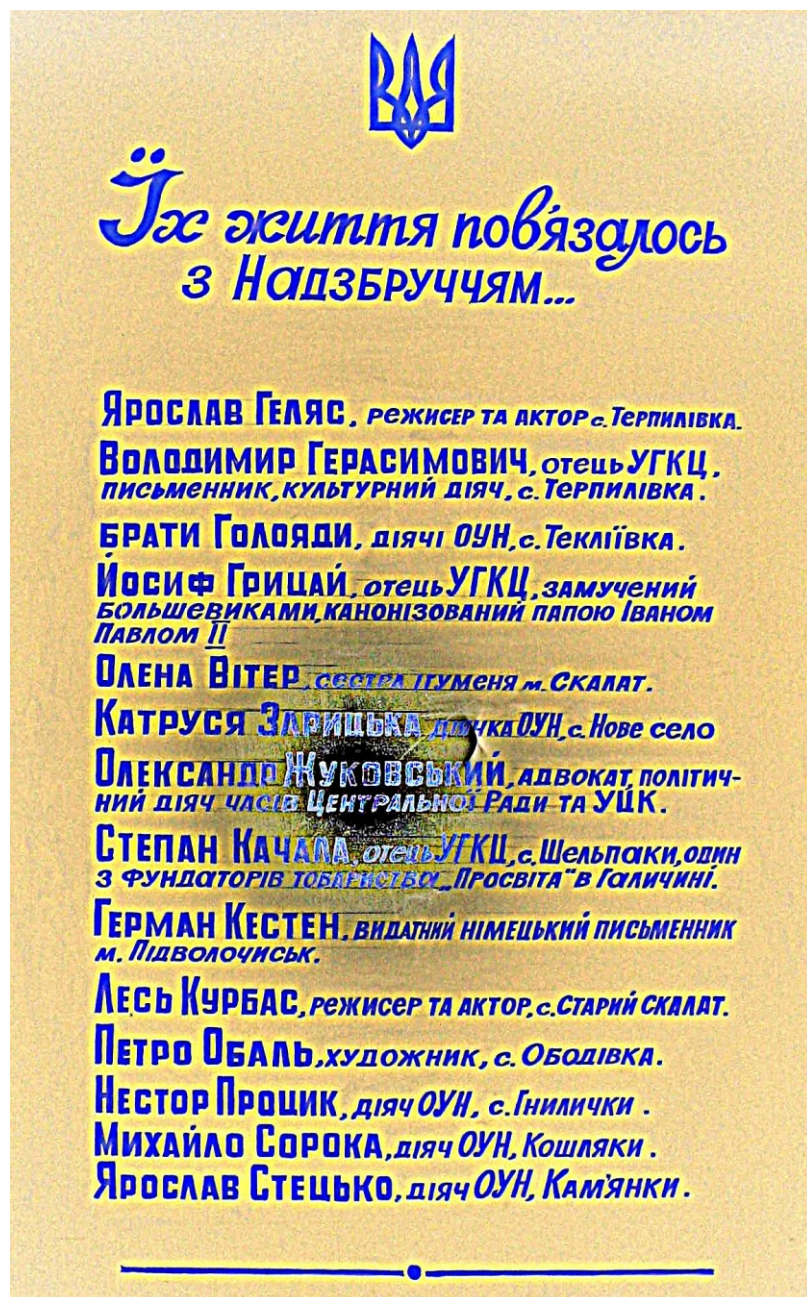 Їх життя пов'язалось
з Надзбруччям...
Ярослав Геляс, режисер та актор с. Терпилівка.
Володимир Герасимович, отець УГКЦ,
письменник, культурний діяч, с. Терпилівка.
Брати Голояди, діячі ОУН, с. Текліївка.
Йосиф Грицай, отець УГКЦ, замучений
большевиками, канонізований папою Іваном
Павлом II
Олена Вітер, сестра ігуменя м. Скалат.
Катруся Зарицька діячка ОУН, с. Нове село
Олександр Жуковський, адвокат, політич-
ний діяч часів Центральної Ради та УЦК.
Степан Качала, отець УГКЦ, с. Шельпаки, один
з фундаторів товариства „Просвіта" в Галичині.
Герман Кестен, видатний німецький письменник
м. Підволочиськ.
Лесь Курбас, режисер та актор, с. Старий Скалат.
Петро Обаль, художник, с. Ободівка.
Нестор Процик, діяч ОУН, с. Гнилички.
Михайло Сорока, діяч ОУН, Кошляки.
Ярослав Стецько, діяч ОУН, Кам'янки.